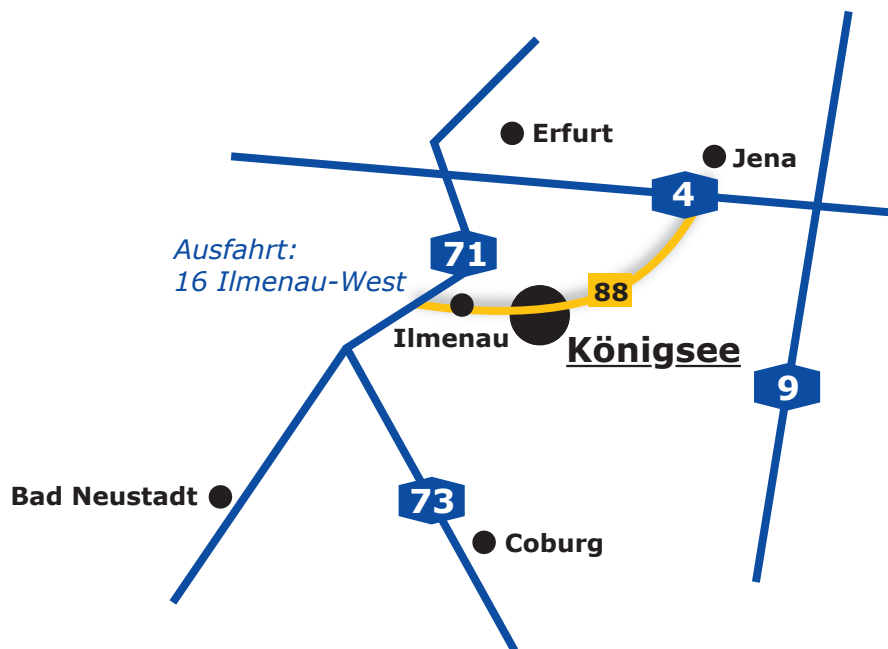 Erfurt
Jena
4
Ausfahrt:
16 Ilmenau-West
71
88
Ilmenau
Königsee
9
Bad Neustadt
73
Coburg